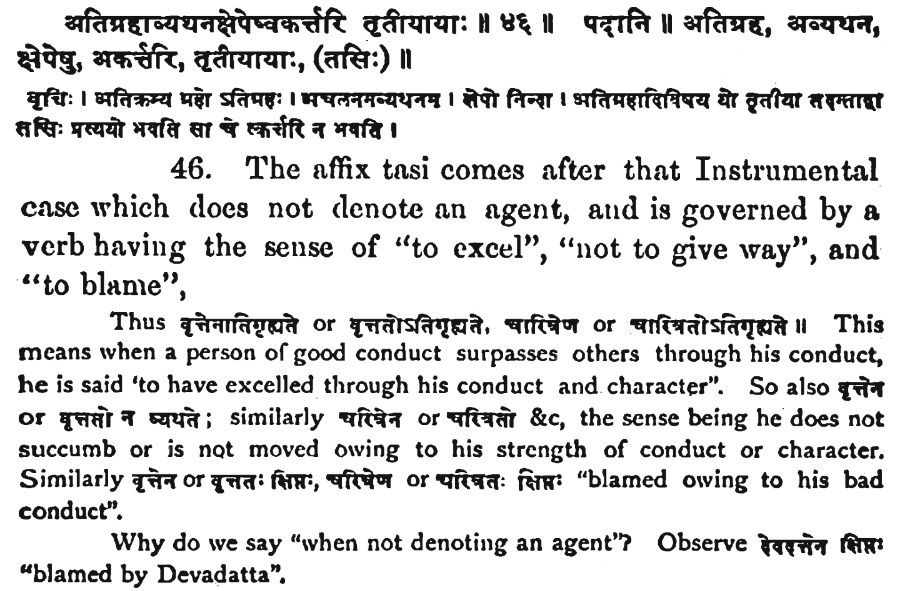 अतिग्रहाव्यथनक्षेपेष्वकर्त्तरि तृतीयायाः ॥ ४६ ॥ पदानि ॥ अतिग्रह, अव्यथन,
क्षेपेषु, अकर्त्तरि, तृतीयायाः, (तसिः) ॥
वृत्तिः । अतिक्रम्य ग्रहो ऽतिग्रहः । अचलनमव्यथनम । क्षेपो निन्दा । अतिग्रहादिविषय यो तृतीया तदन्ताद्वा
तसिः प्रत्ययो भवति सा चे त्कर्त्तरि न भवति ।
46. The affix tasi comes after that Instrumental
case which does not denote an agent, and is governed by a
verb having the sense of “to excel”, “not to give way”, and
“to blame”,
Thus वृत्तेनातिगृह्यते or वृत्ततोऽतिगृह्यते, चारित्रेण or चारित्रतोऽतिगृह्यते ॥ This
means when a person of good conduct surpasses others through his conduct,
he is said ‘to have excelled through his conduct and character”. So also वृत्तेन
or वृत्ततो न व्यथते ; similarly चरित्रेन or चरित्रतो &c, the sense being he does not
succumb or is not moved owing to his strength of conduct or character.
Similarly वृत्तेन or वृत्ततः क्षिप्तः, चरित्रेण or चरित्रतः क्षिप्तः “blamed owing to his bad
conduct”.
Why do we say “when not denoting an agent”? Observe देवदत्तेन क्षिप्तः
“blamed by Devadatta”.